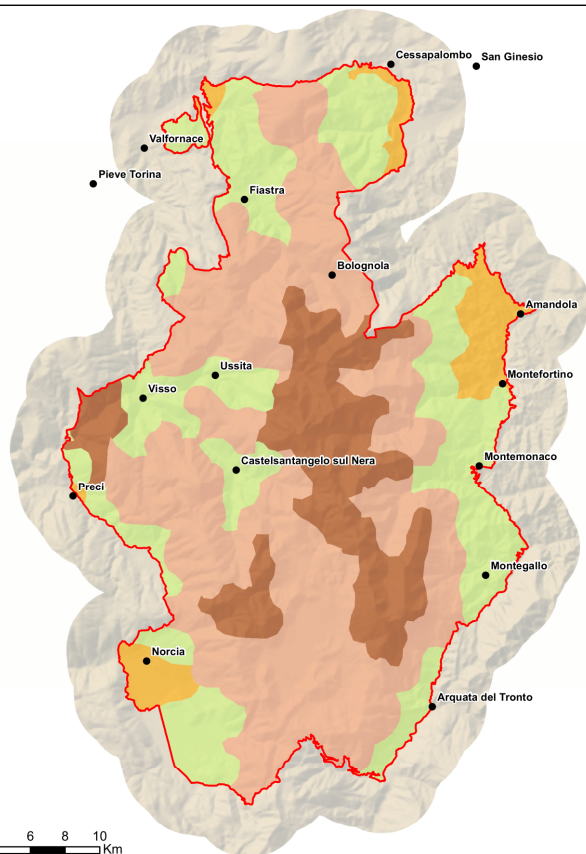 Cessapalombo
San Ginesio
Valfornace
Pieve Torina
Fiastra
Bolognola
Amandola
Ussita
Montefortino
Visso
Castelsantangelo sul Nera
Montemonaco
Preci
Montegallo
Norcia
Arquata del Tronto
6 8 10
Km